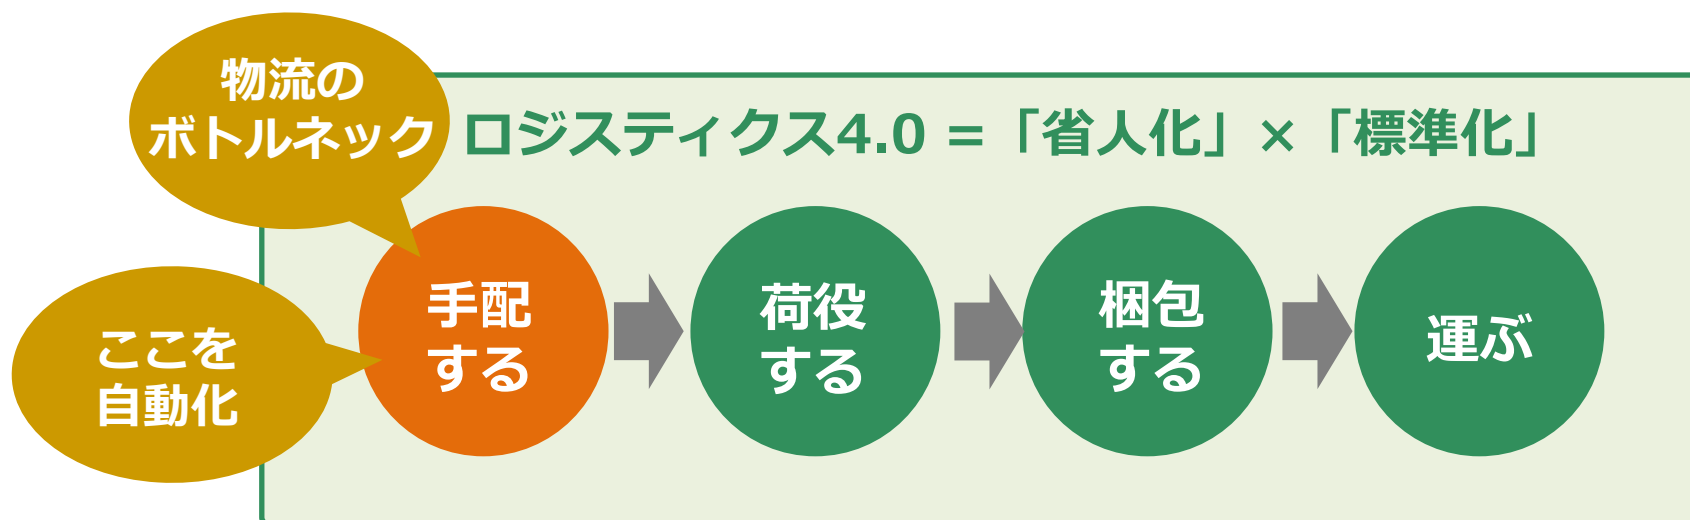 物流の
ボトルネック
ロジスティクス4.0 =「省人化」×「標準化」
手配
する
荷役
する
梱包
する
運ぶ
ここを
自動化